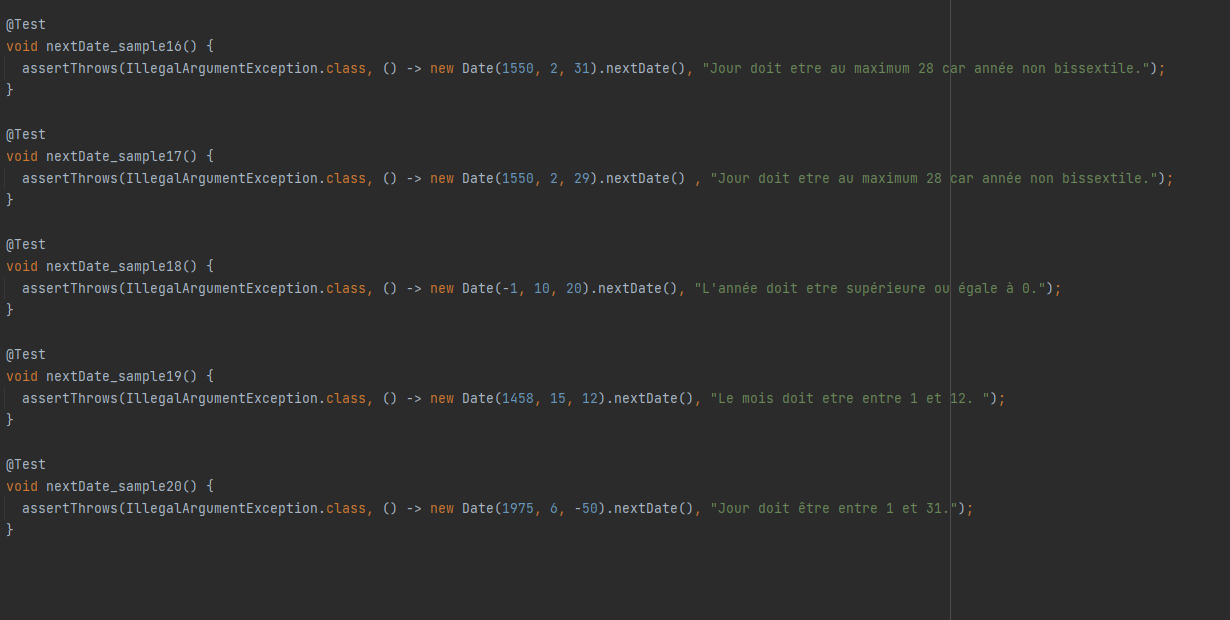 @Test
void nextDate_sample16() {
assertThrows(IllegalArgumentException.class, () -> new Date(1550, 2, 31).nextDate(), "Jour doit etre au maximum 28 car année non bissextile.");
}
@Test
void nextDate_sample17() {
assertThrows(IllegalArgumentException.class, () -> new Date(1550, 2, 29).nextDate() , "Jour doit etre au maximum 28 car année non bissextile.");
}
@Test
void nextDate_sample18() {
assertThrows(IllegalArgumentException.class, () -> new Date(-1, 10, 20).nextDate(), "L'année doit etre supérieure ou égale à 0.");
}
@Test
void nextDate_sample19() {
assertThrows(IllegalArgumentException.class, () -> new Date(1458, 15, 12).nextDate(), "Le mois doit etre entre 1 et 12. ");
}
@Test
void nextDate_sample20() {
assertThrows(IllegalArgumentException.class, () -> new Date(1975, 6, -50).nextDate(), "Jour doit être entre 1 et 31.");
}